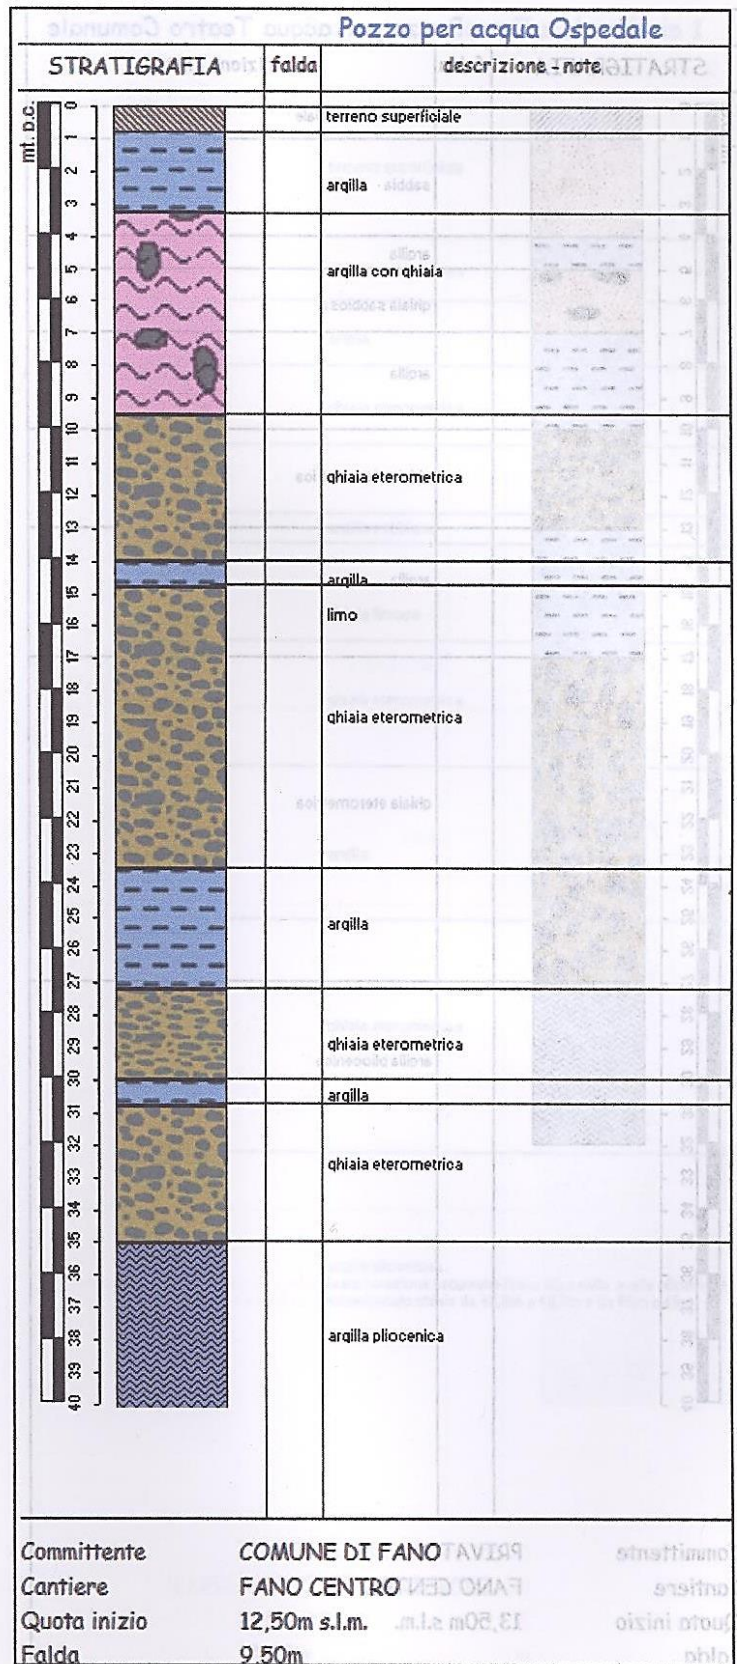 Pozzo per acqua Ospedale
STRATIGRAFIA falda descrizione - note
mt. p.c.
0
1
2
3
4
5
6
7
8
9
10
11
12
13
14
15
16
17
18
19
20
21
22
23
24
25
26
27
28
29
30
31
32
33
34
35
36
37
38
39
40
terreno superficiale
argilla
argilla con ghiaia
ghiaia eterometrica
argilla
limo
ghiaia eterometrica
argilla
ghiaia eterometrica
argilla
ghiaia eterometrica
argilla pliocenica
Committente COMUNE DI FANO
Cantiere FANO CENTRO
Quota inizio 12,50m s.l.m.
Falda 9.50m